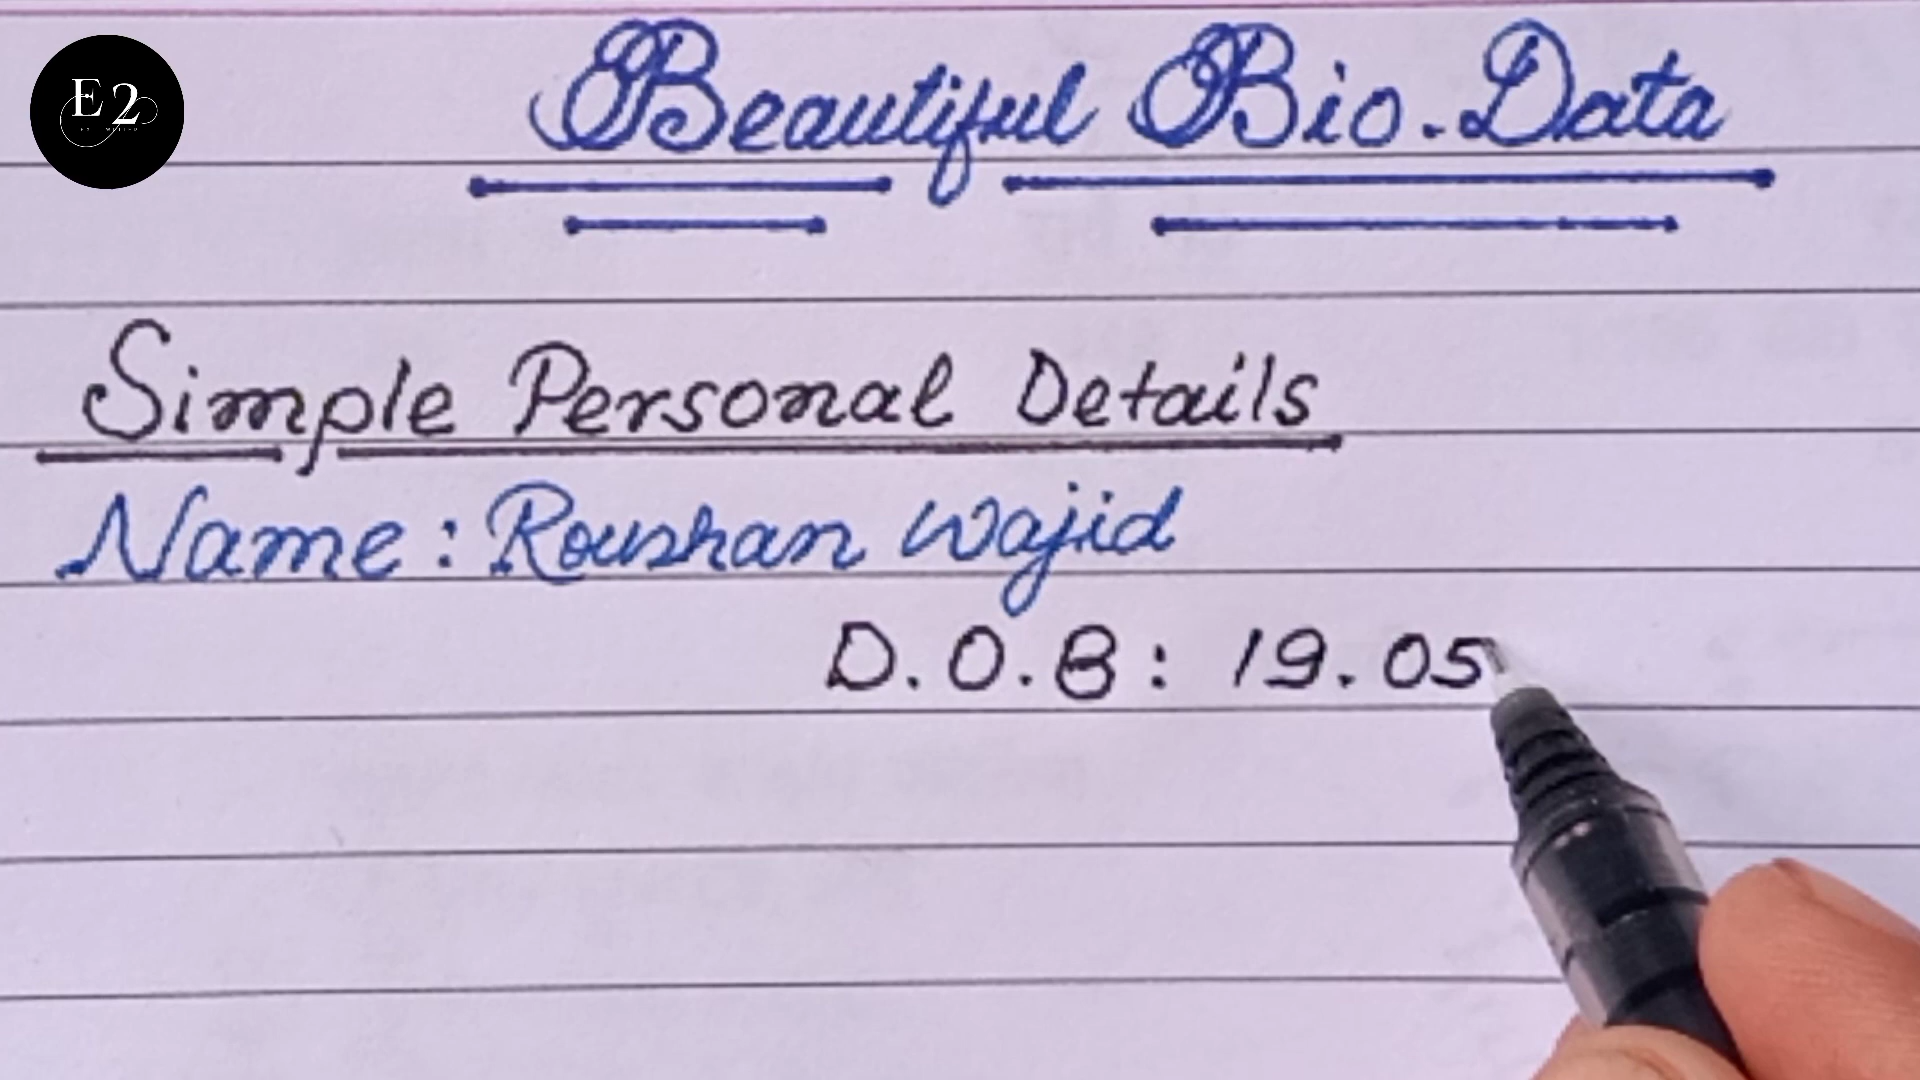 E2
Beautiful Bio.Data
Simple Personal Details
Name: Roushan Wajid
D.O.B: 19.05